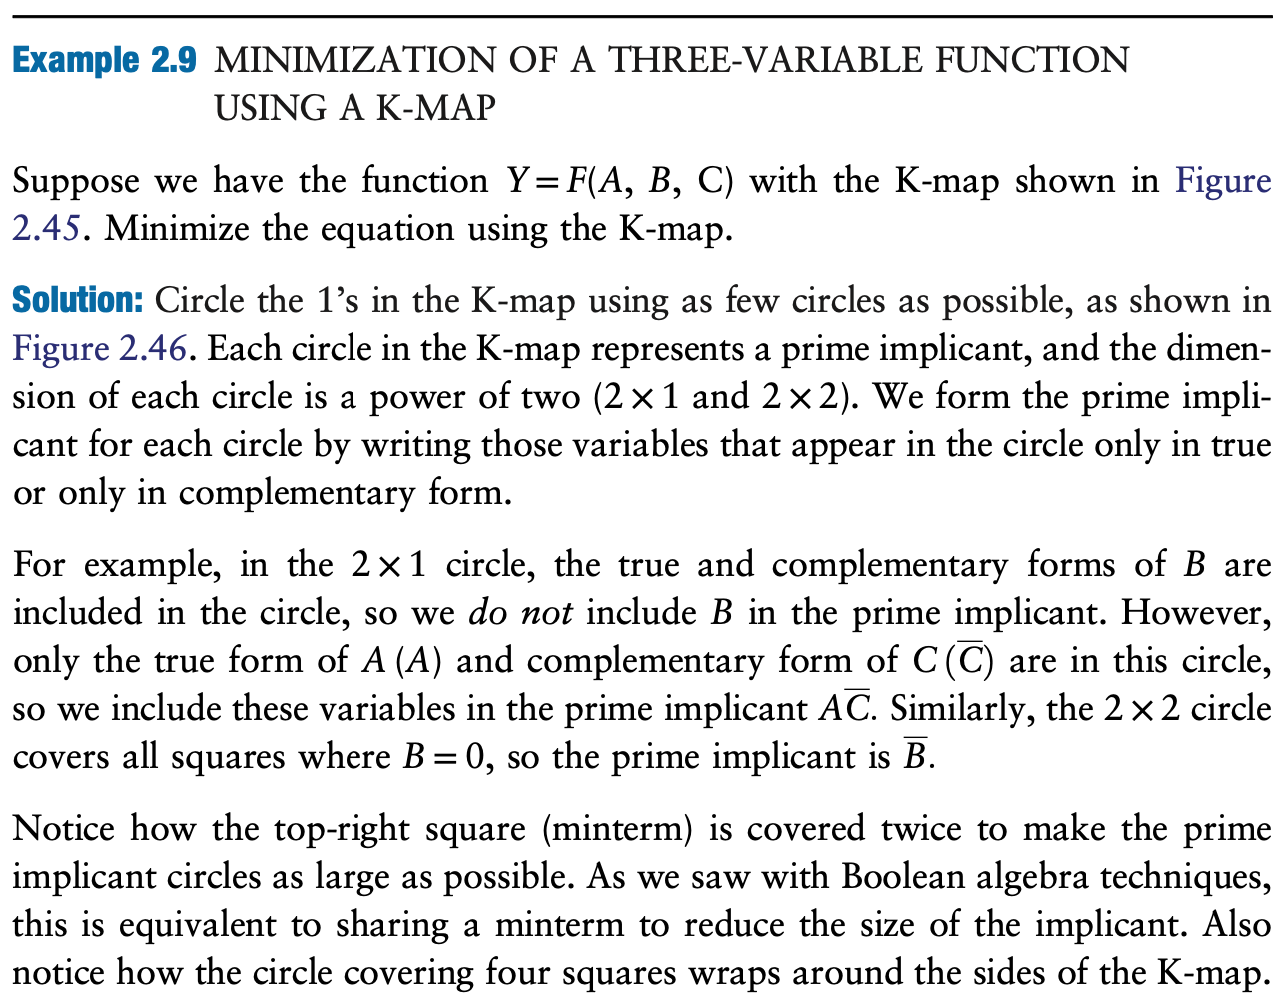 Example 2.9 MINIMIZATION OF A THREE-VARIABLE FUNCTION
USING A K-MAP
Suppose we have the function Y = F(A, B, C) with the K-map shown in Figure
2.45. Minimize the equation using the K-map.
Solution: Circle the 1’s in the K-map using as few circles as possible, as shown in
Figure 2.46. Each circle in the K-map represents a prime implicant, and the dimen-
sion of each circle is a power of two (2 × 1 and 2 × 2). We form the prime impli-
cant for each circle by writing those variables that appear in the circle only in true
or only in complementary form.
For example, in the 2 × 1 circle, the true and complementary forms of B are
included in the circle, so we do not include B in the prime implicant. However,
only the true form of A (A) and complementary form of C (C̅) are in this circle,
so we include these variables in the prime implicant AC̅. Similarly, the 2 × 2 circle
covers all squares where B = 0, so the prime implicant is B̅.
Notice how the top-right square (minterm) is covered twice to make the prime
implicant circles as large as possible. As we saw with Boolean algebra techniques,
this is equivalent to sharing a minterm to reduce the size of the implicant. Also
notice how the circle covering four squares wraps around the sides of the K-map.